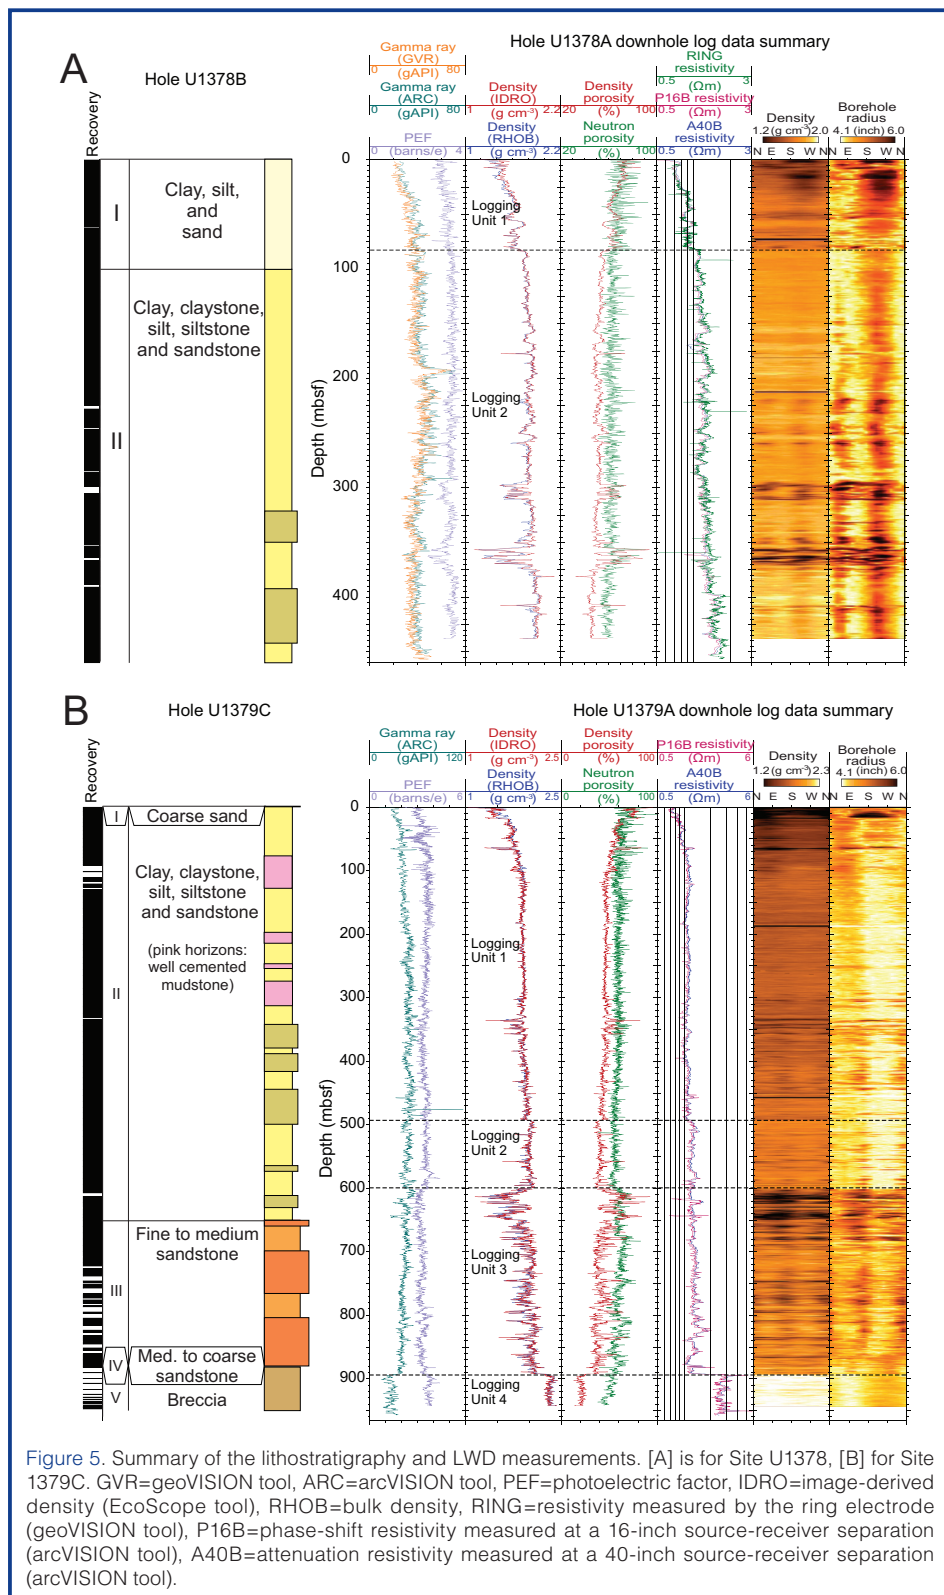 A
Hole U1378B
Hole U1378A downhole log data summary
Recovery
Gamma ray
(GVR)
0 (gAPI) 80
Gamma ray
(ARC)
0 (gAPI) 80
PEF
0 (barns/e) 4
Density
(IDRO)
1 (g cm⁻³) 2.2
Density
(RHOB)
1 (g cm⁻³) 2.2
Density
porosity
20 (%) 100
Neutron
porosity
20 (%) 100
RING
resistivity
0.5 (Ωm) 3
P16B resistivity
0.5 (Ωm) 3
A40B
resistivity
0.5 (Ωm) 3
Density
1.2 (g cm⁻³) 2.0
N E S W N
Borehole
radius
4.1 (inch) 6.0
N E S W N
0
100
200
300
400
Depth (mbsf)
I
Clay, silt,
and
sand
II
Clay, claystone,
silt, siltstone
and sandstone
Logging
Unit 1
Logging
Unit 2
B
Hole U1379C
Hole U1379A downhole log data summary
Recovery
Gamma ray
(ARC)
0 (gAPI) 120
PEF
0 (barns/e) 6
Density
(IDRO)
1 (g cm⁻³) 2.5
Density
(RHOB)
1 (g cm⁻³) 2.5
Density
porosity
0 (%) 100
Neutron
porosity
0 (%) 100
P16B resistivity
0.5 (Ωm) 6
A40B
resistivity
0.5 (Ωm) 6
Density
1.2 (g cm⁻³) 2.3
N E S W N
Borehole
radius
4.1 (inch) 6.0
N E S W N
0
100
200
300
400
500
600
700
800
900
Depth (mbsf)
I
Coarse sand
II
Clay, claystone,
silt, siltstone
and sandstone
(pink horizons:
well cemented
mudstone)
III
Fine to medium
sandstone
IV
Med. to coarse
sandstone
V
Breccia
Logging
Unit 1
Logging
Unit 2
Logging
Unit 3
Logging
Unit 4
Figure 5. Summary of the lithostratigraphy and LWD measurements. [A] is for Site U1378, [B] for Site
1379C. GVR=geoVISION tool, ARC=arcVISION tool, PEF=photoelectric factor, IDRO=image-derived
density (EcoScope tool), RHOB=bulk density, RING=resistivity measured by the ring electrode
(geoVISION tool), P16B=phase-shift resistivity measured at a 16-inch source-receiver separation
(arcVISION tool), A40B=attenuation resistivity measured at a 40-inch source-receiver separation
(arcVISION tool).